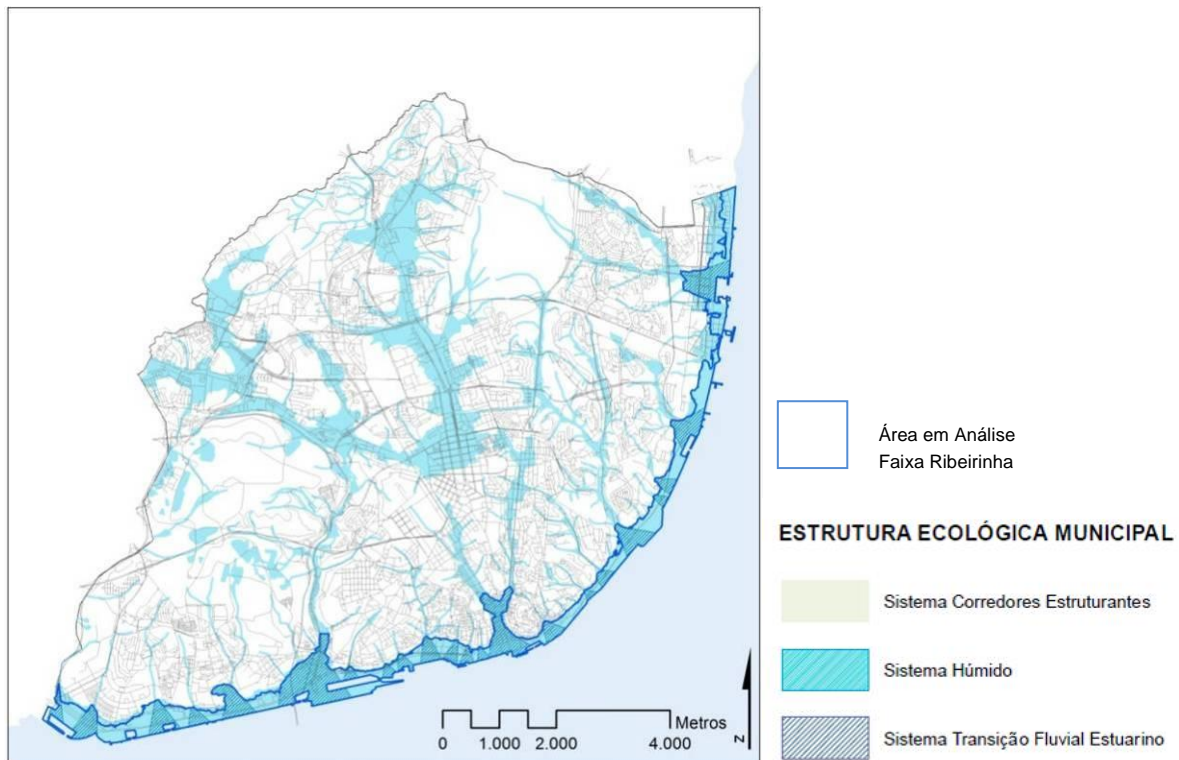 Área em Análise
Faixa Ribeirinha
ESTRUTURA ECOLÓGICA MUNICIPAL
Sistema Corredores Estruturantes
Sistema Húmido
Sistema Transição Fluvial Estuarino
Metros
0 1.000 2.000 4.000
N